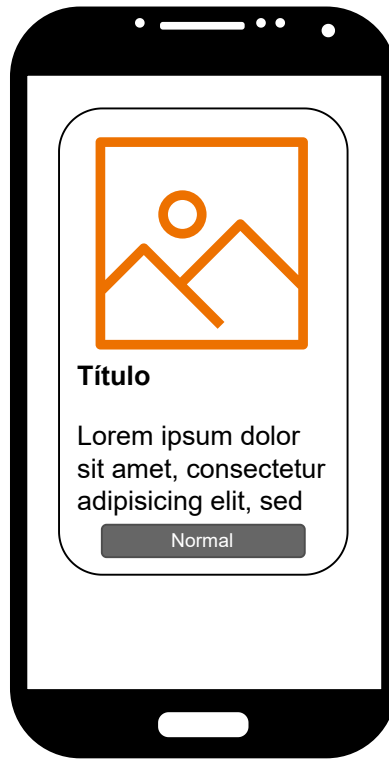 Título
Lorem ipsum dolor
sit amet, consectetur
adipisicing elit, sed
Normal